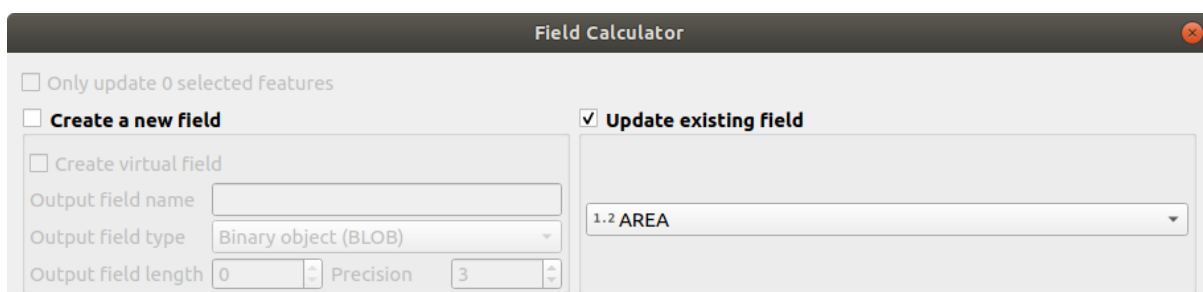 Field Calculator
Only update 0 selected features
Create a new field
Update existing field
Create virtual field
Output field name
1.2 AREA
Output field type Binary object (BLOB)
Output field length 0 Precision 3